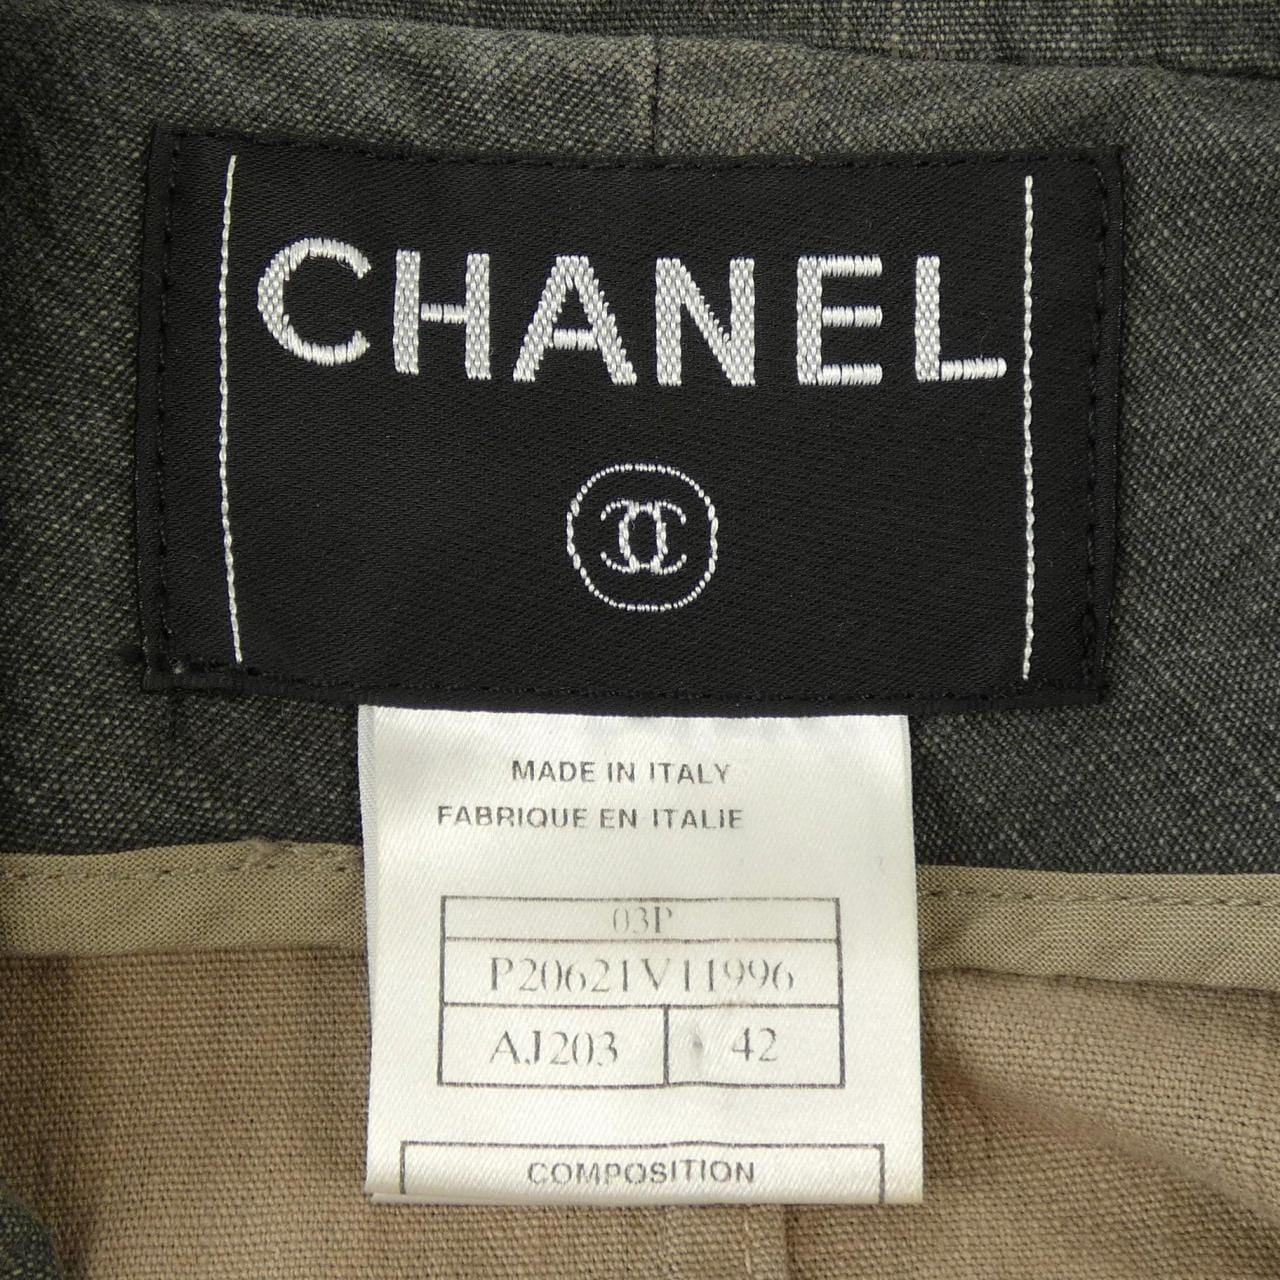 CHANEL
MADE IN ITALY
FABRIQUE EN ITALIE
03P
P20621V11996
AJ203 42
COMPOSITION